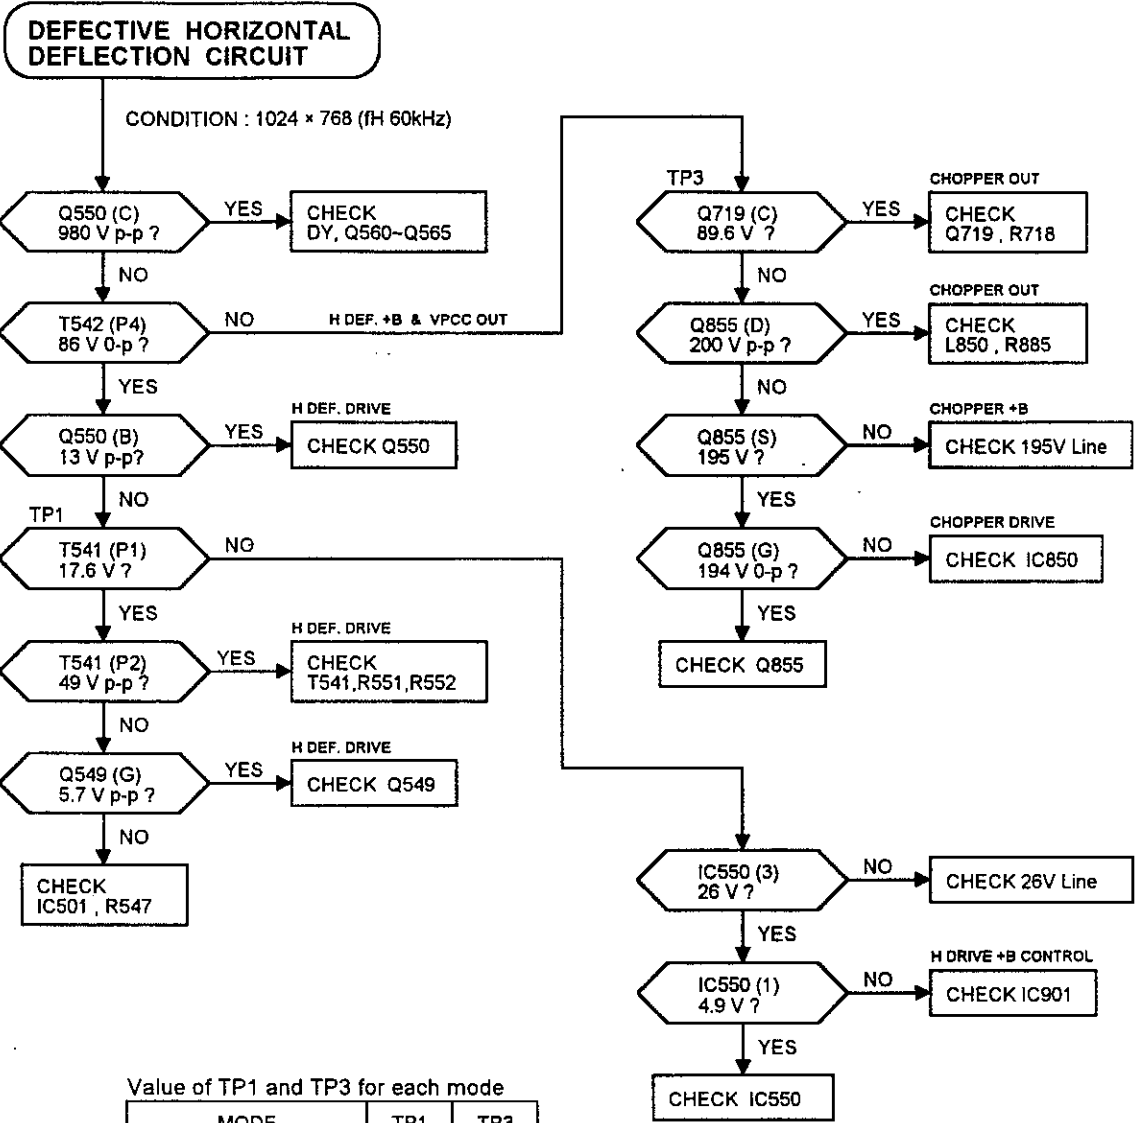 DEFECTIVE HORIZONTAL
DEFLECTION CIRCUIT
CONDITION : 1024 × 768 (fH 60kHz)
Q550 (C)
980 V p-p ?
YES
CHECK
DY, Q560~Q565
NO
T542 (P4)
86 V 0-p ?
NO
H DEF. +B & VPCC OUT
YES
Q550 (B)
13 V p-p?
YES
H DEF. DRIVE
CHECK Q550
NO
TP1
T541 (P1)
17.6 V ?
NO
YES
T541 (P2)
49 V p-p ?
YES
H DEF. DRIVE
CHECK
T541,R551,R552
NO
Q549 (G)
5.7 V p-p ?
YES
H DEF. DRIVE
CHECK Q549
NO
CHECK
IC501 , R547
TP3
Q719 (C)
89.6 V ?
YES
CHOPPER OUT
CHECK
Q719 , R718
NO
Q855 (D)
200 V p-p ?
YES
CHOPPER OUT
CHECK
L850 , R885
NO
Q855 (S)
195 V ?
NO
CHOPPER +B
CHECK 195V Line
YES
Q855 (G)
194 V 0-p ?
NO
CHOPPER DRIVE
CHECK IC850
YES
CHECK Q855
IC550 (3)
26 V ?
NO
CHECK 26V Line
YES
IC550 (1)
4.9 V ?
NO
H DRIVE +B CONTROL
CHECK IC901
YES
CHECK IC550
Value of TP1 and TP3 for each mode
MODE TP1 TP3